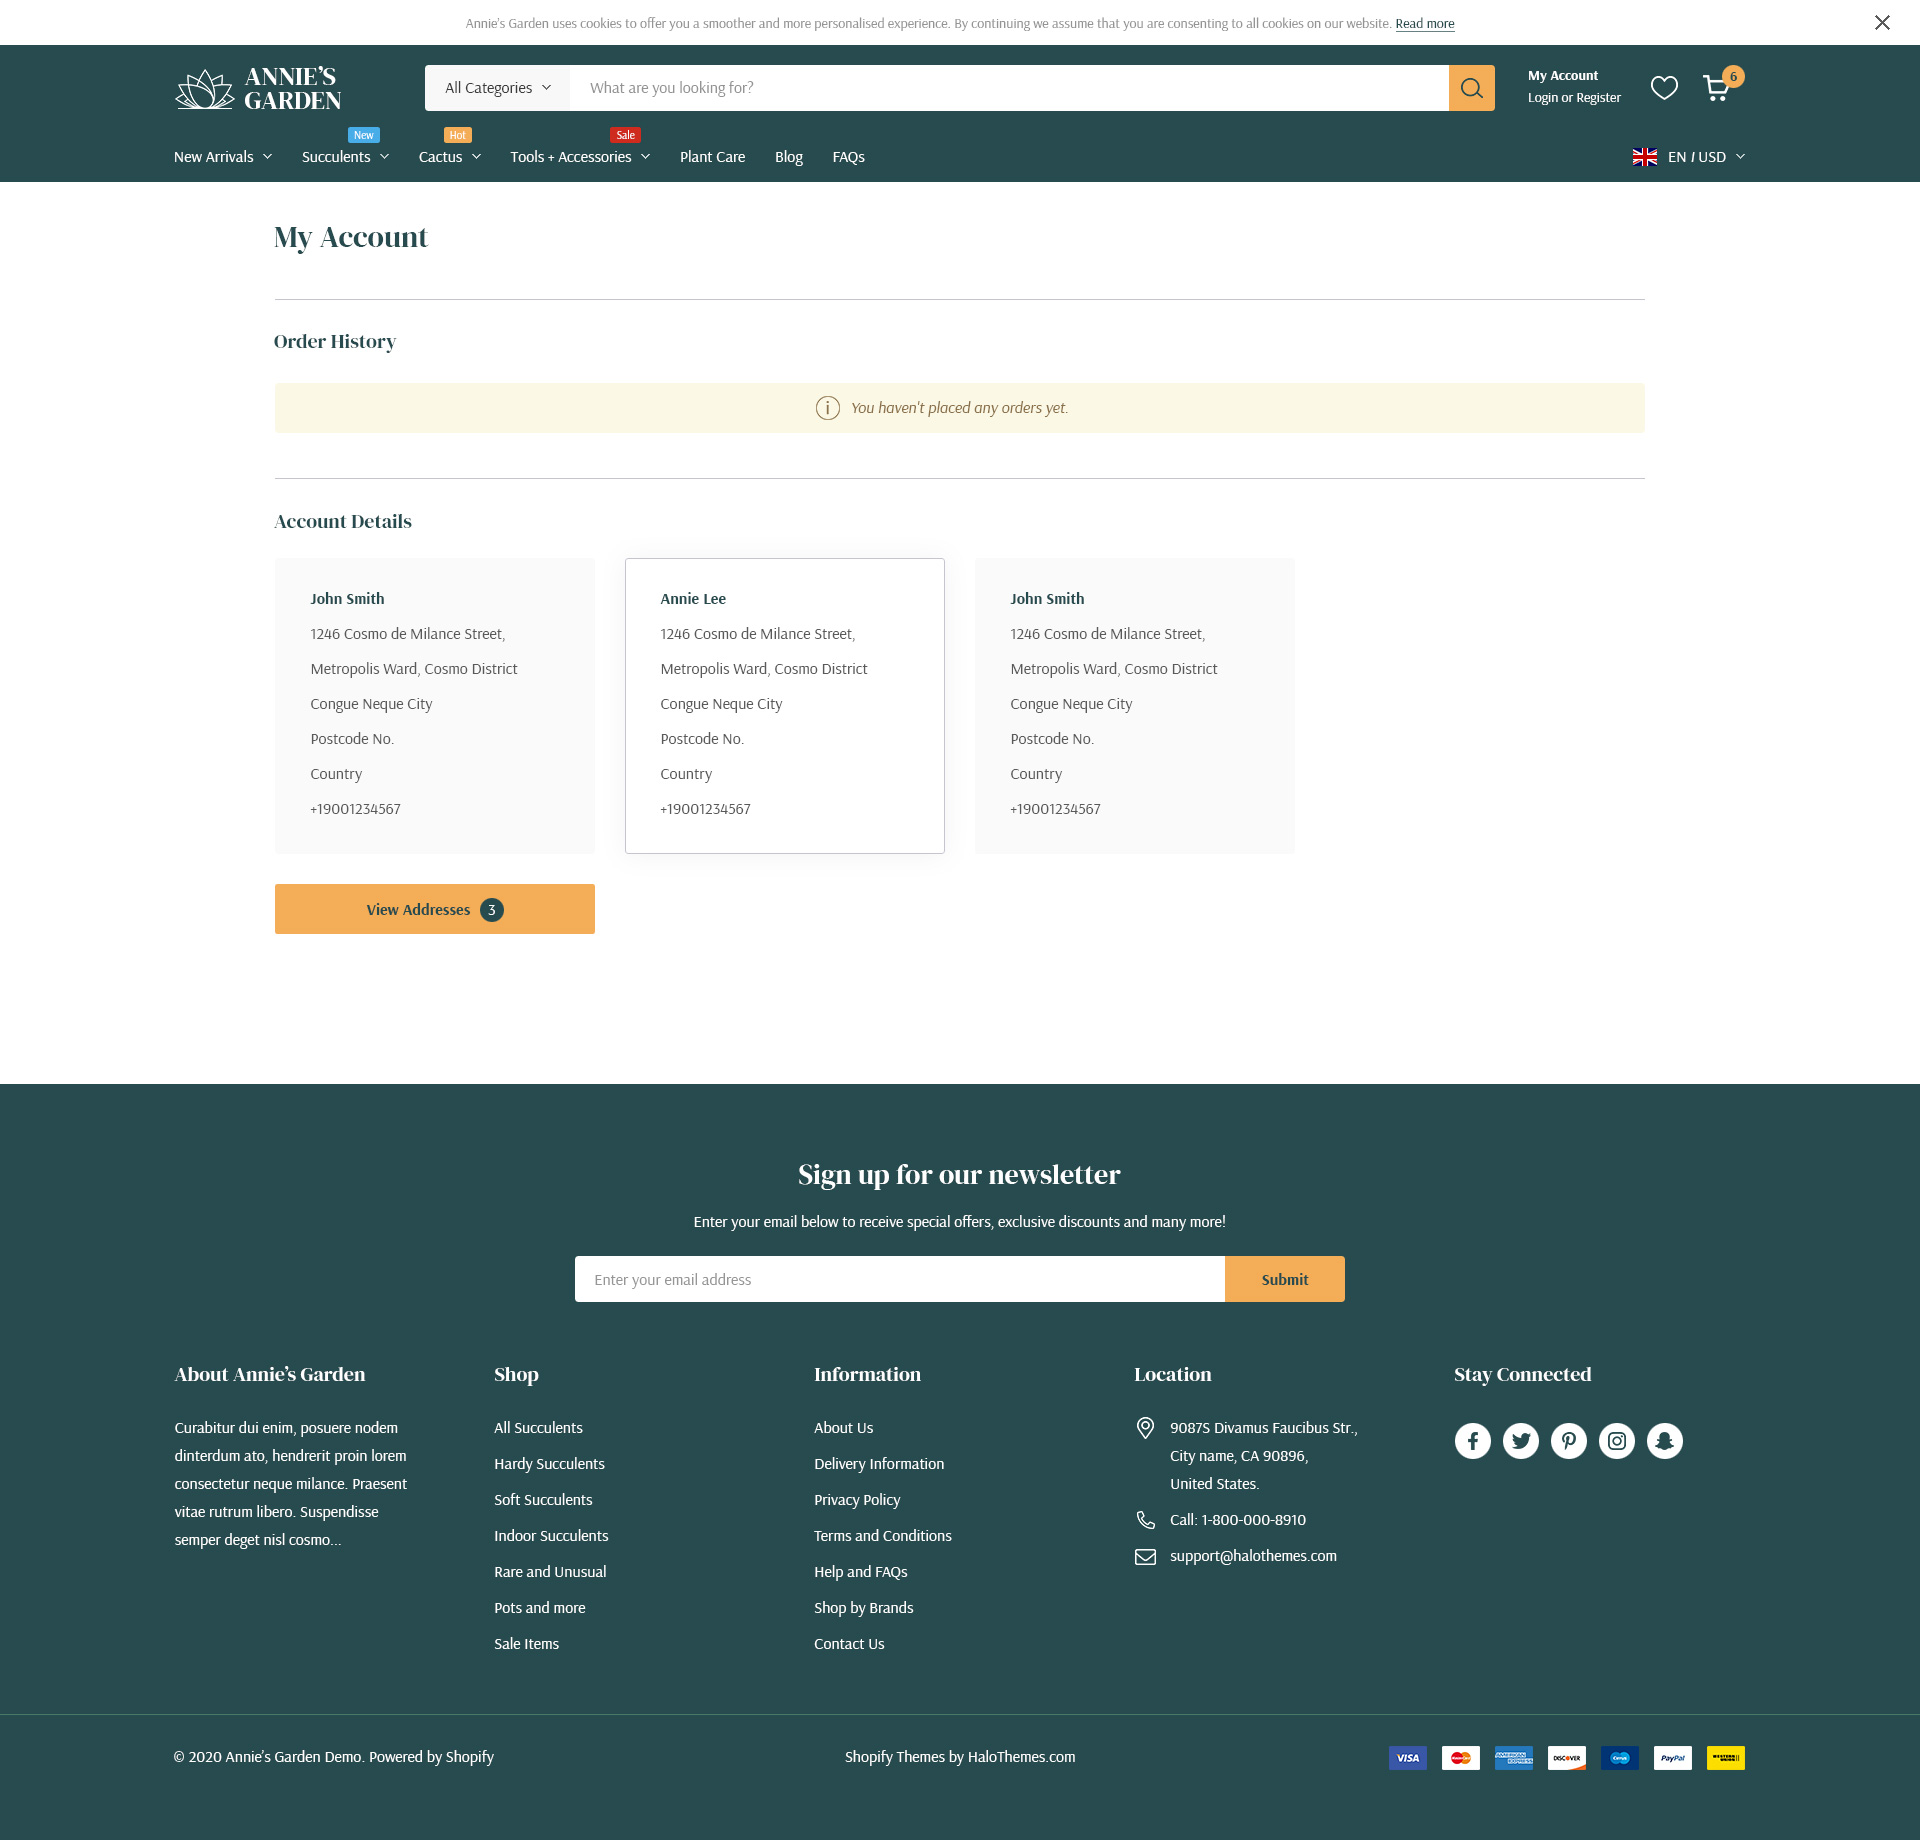 Annie's Garden uses cookies to offer you a smoother and more personalised experience. By continuing we assume that you are consenting to all cookies on our website. Read more
ANNIE'S
GARDEN
All Categories
What are you looking for?
My Account
Login or Register
6
New
Hot
Sale
New Arrivals
Succulents
Cactus
Tools + Accessories
Plant Care
Blog
FAQs
EN / USD
My Account
Order History
i
You haven't placed any orders yet.
Account Details
John Smith
1246 Cosmo de Milance Street,
Metropolis Ward, Cosmo District
Congue Neque City
Postcode No.
Country
+19001234567
Annie Lee
1246 Cosmo de Milance Street,
Metropolis Ward, Cosmo District
Congue Neque City
Postcode No.
Country
+19001234567
John Smith
1246 Cosmo de Milance Street,
Metropolis Ward, Cosmo District
Congue Neque City
Postcode No.
Country
+19001234567
View Addresses 3
Sign up for our newsletter
Enter your email below to receive special offers, exclusive discounts and many more!
Enter your email address
Submit
About Annie's Garden
Curabitur dui enim, posuere nodem
dinterdum ato, hendrerit proin lorem
consectetur neque milance. Praesent
vitae rutrum libero. Suspendisse
semper deget nisl cosmo...
Shop
All Succulents
Hardy Succulents
Soft Succulents
Indoor Succulents
Rare and Unusual
Pots and more
Sale Items
Information
About Us
Delivery Information
Privacy Policy
Terms and Conditions
Help and FAQs
Shop by Brands
Contact Us
Location
9087S Divamus Faucibus Str.,
City name, CA 90896,
United States.
Call: 1-800-000-8910
support@halothemes.com
Stay Connected
© 2020 Annie's Garden Demo. Powered by Shopify
Shopify Themes by HaloThemes.com
VISA
MasterCard
AMERICAN EXPRESS
DISCOVER
Cirrus
PayPal
WESTERN UNION